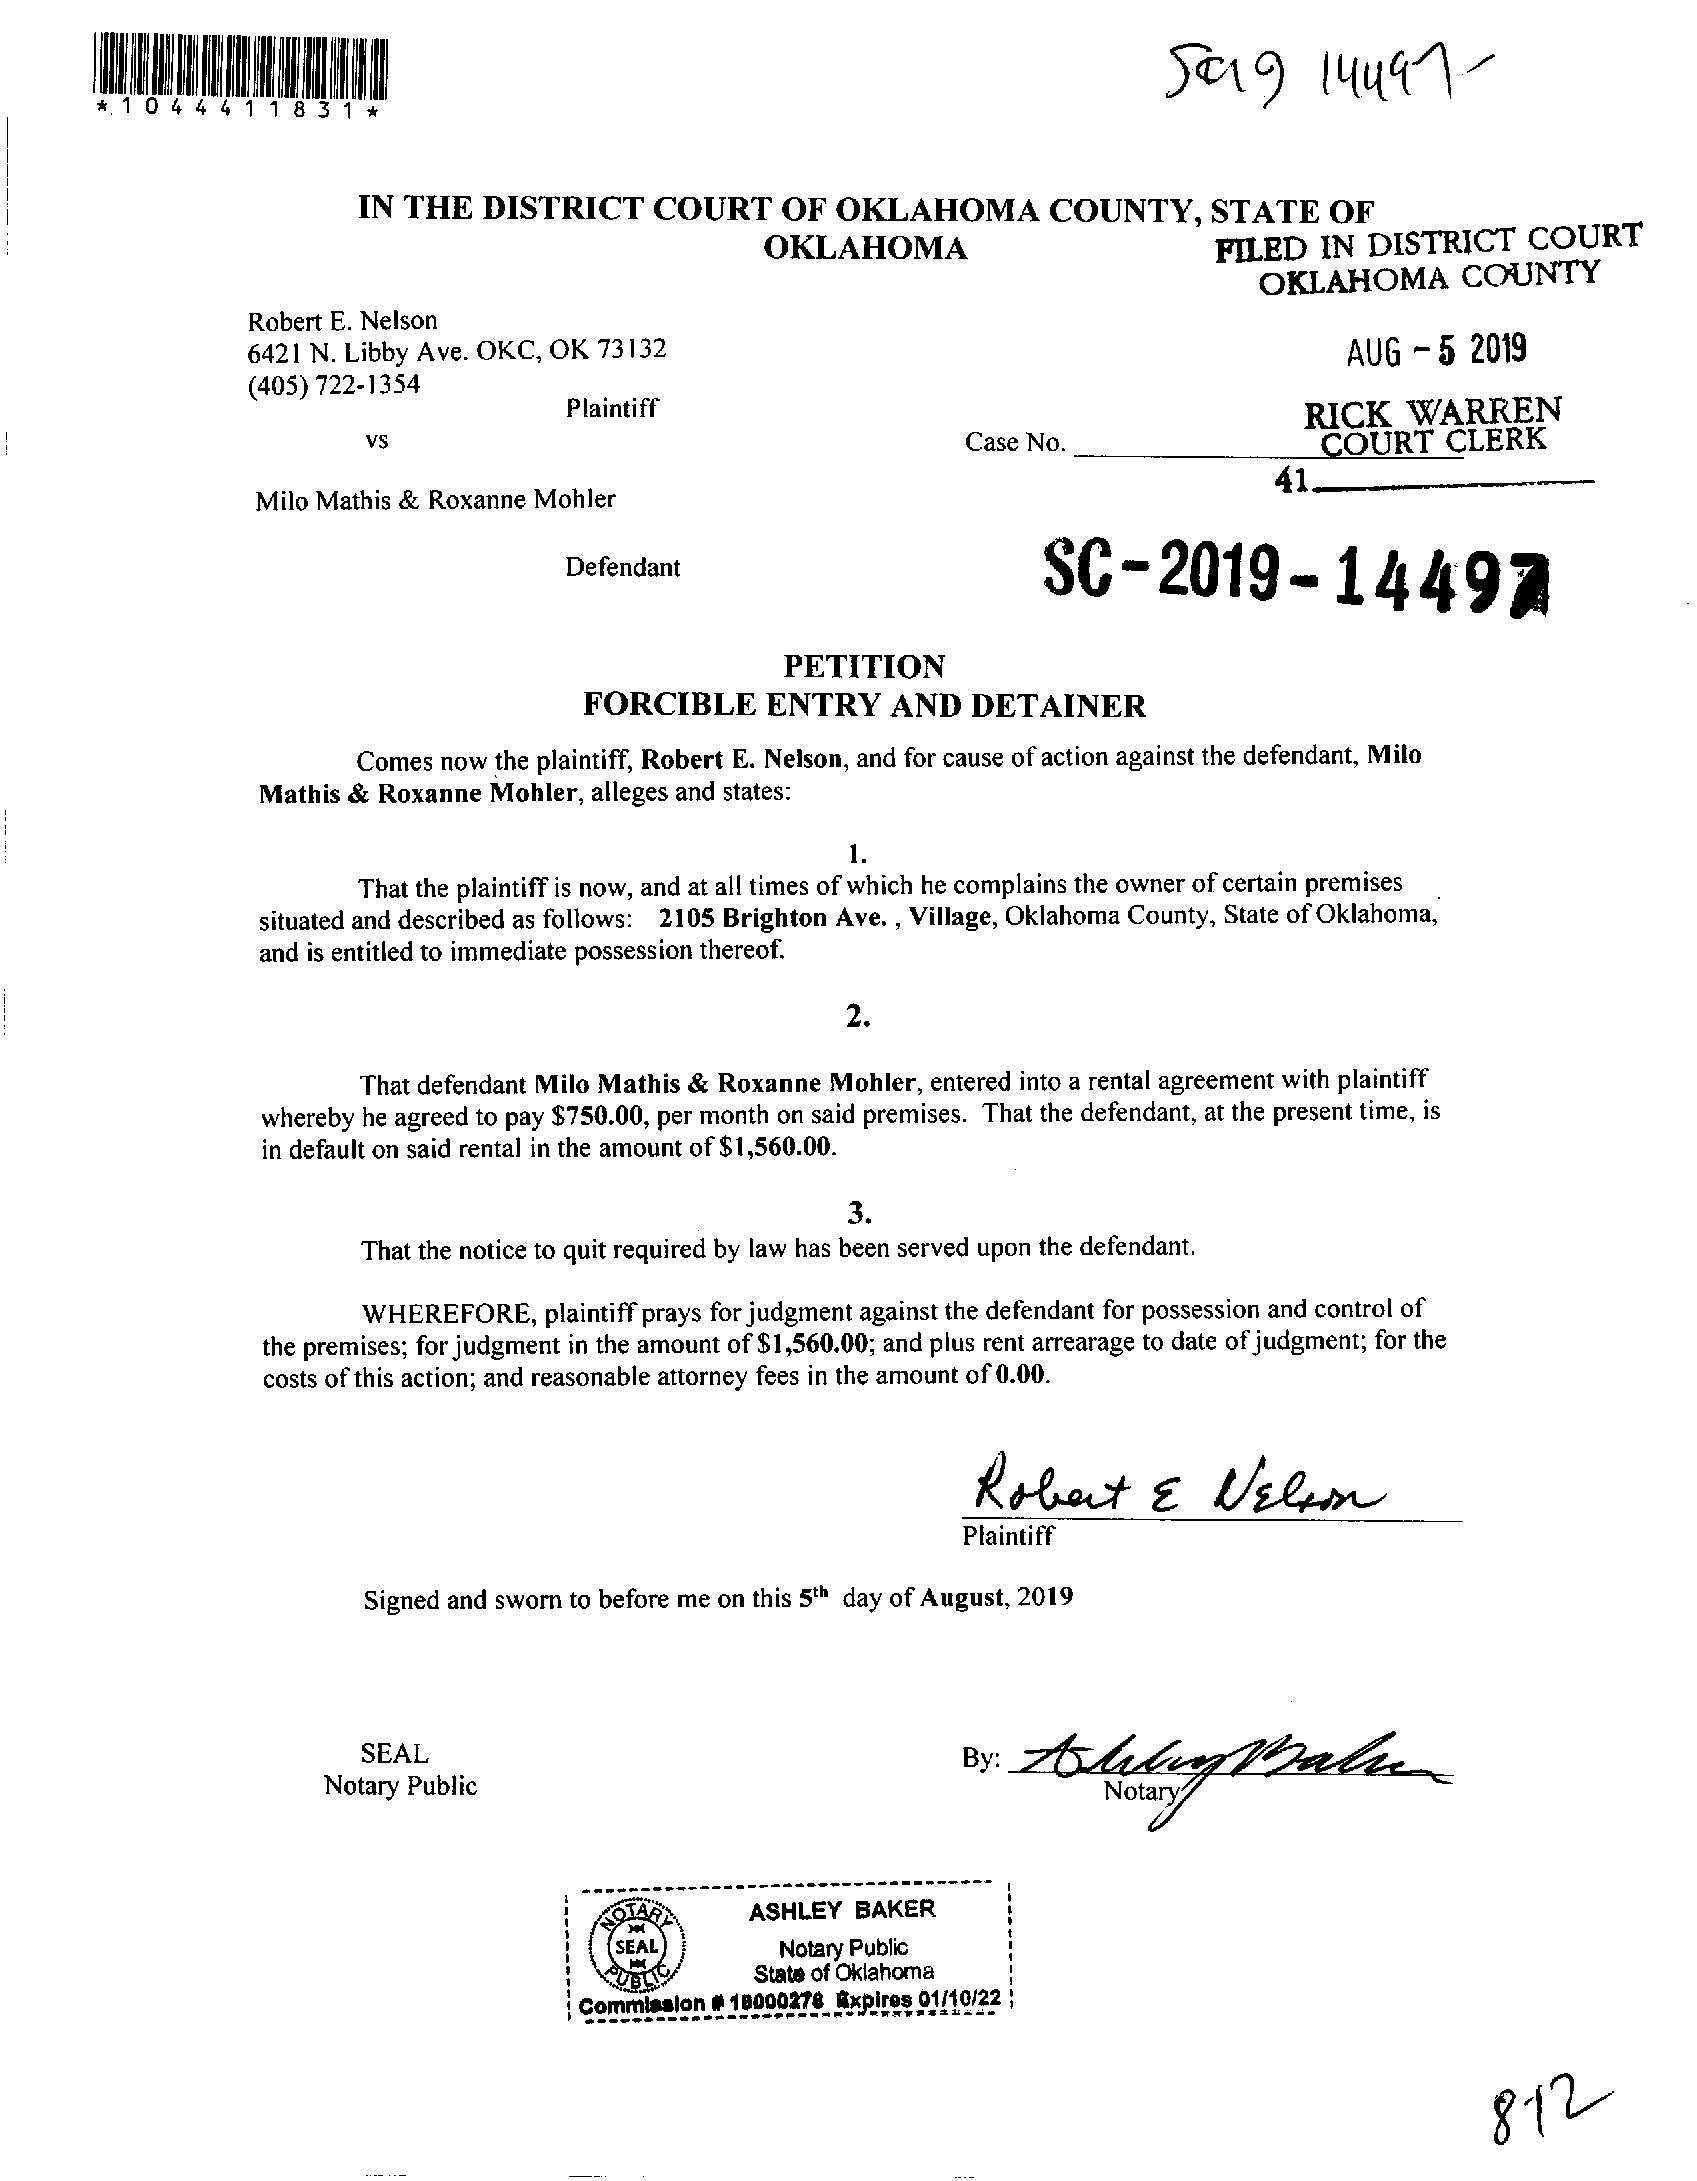 *1044411831*
SC19 14497-
IN THE DISTRICT COURT OF OKLAHOMA COUNTY, STATE OF
OKLAHOMA
FILED IN DISTRICT COURT
OKLAHOMA COUNTY
Robert E. Nelson
6421 N. Libby Ave. OKC, OK 73132
(405) 722-1354
AUG - 5 2019
Plaintiff
RICK WARREN
COURT CLERK
vs
Case No.
41
Milo Mathis & Roxanne Mohler
Defendant
SC-2019-14497
PETITION
FORCIBLE ENTRY AND DETAINER
Comes now the plaintiff, Robert E. Nelson, and for cause of action against the defendant, Milo
Mathis & Roxanne Mohler, alleges and states:
1.
That the plaintiff is now, and at all times of which he complains the owner of certain premises
situated and described as follows: 2105 Brighton Ave. , Village, Oklahoma County, State of Oklahoma,
and is entitled to immediate possession thereof.
2.
That defendant Milo Mathis & Roxanne Mohler, entered into a rental agreement with plaintiff
whereby he agreed to pay $750.00, per month on said premises. That the defendant, at the present time, is
in default on said rental in the amount of $1,560.00.
3.
That the notice to quit required by law has been served upon the defendant.
WHEREFORE, plaintiff prays for judgment against the defendant for possession and control of
the premises; for judgment in the amount of $1,560.00; and plus rent arrearage to date of judgment; for the
costs of this action; and reasonable attorney fees in the amount of 0.00.
Robert E Nelson
Plaintiff
Signed and sworn to before me on this 5th day of August, 2019
SEAL
Notary Public
By: Ashley Baker
Notary
NOTARY
SEAL
PUBLIC
ASHLEY BAKER
Notary Public
State of Oklahoma
Commission # 18000278 Expires 01/10/22
812